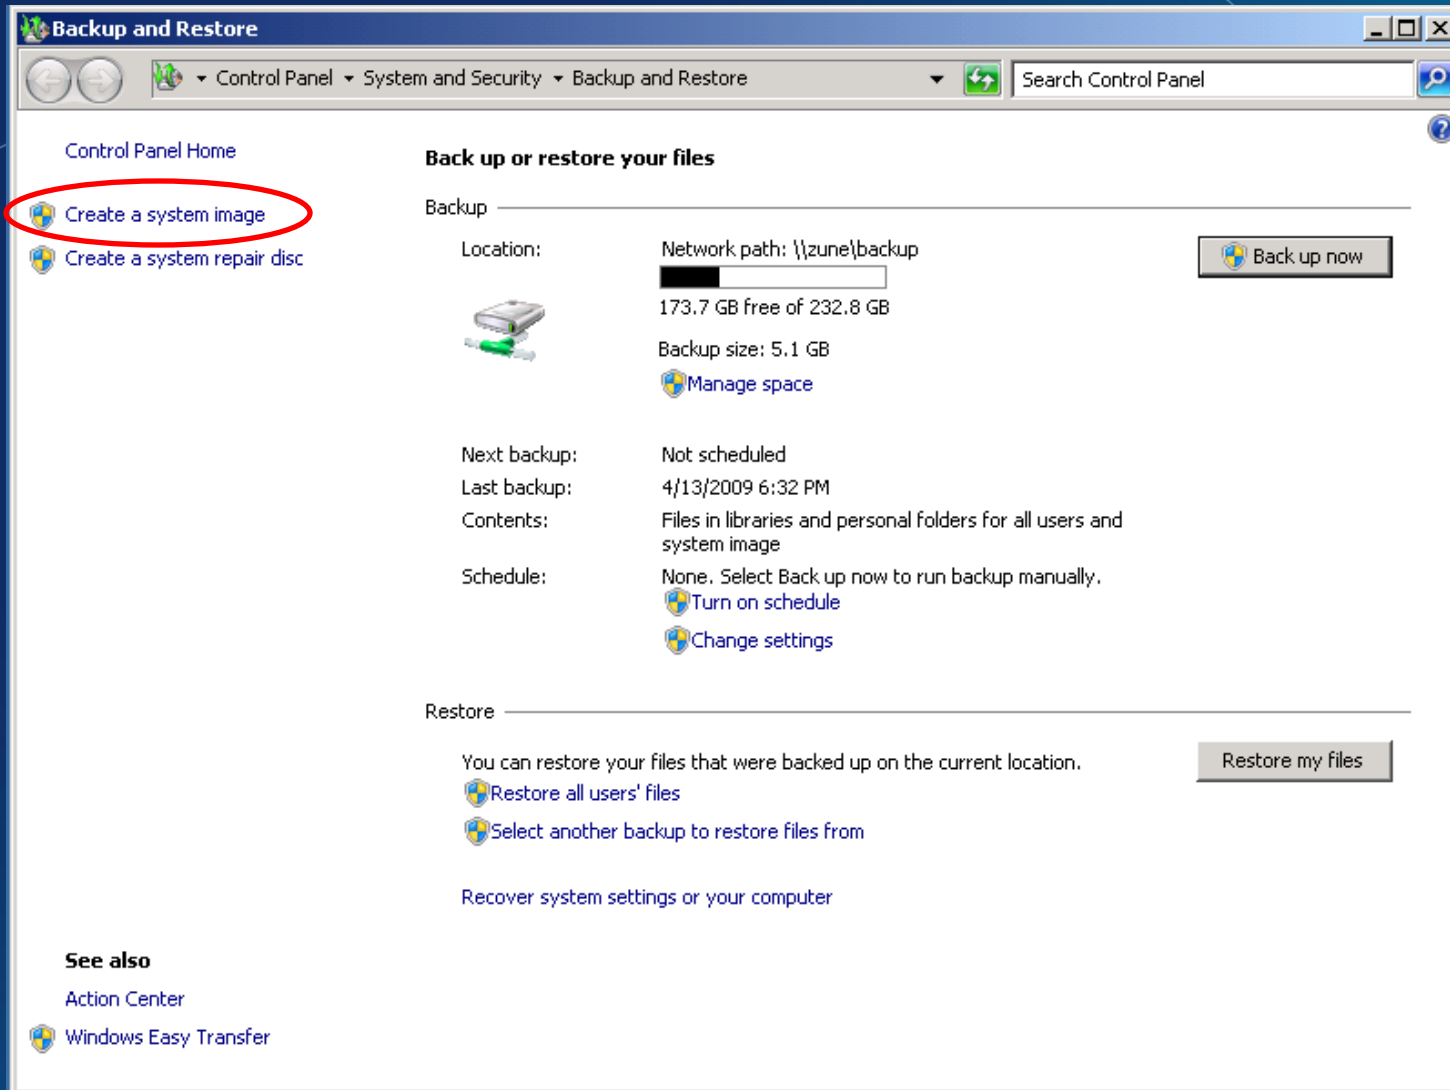 Backup and Restore
Control Panel System and Security Backup and Restore
Search Control Panel
Control Panel Home
Create a system image
Create a system repair disc
Back up or restore your files
Backup
Location:
Network path: \\zune\backup
Back up now
173.7 GB free of 232.8 GB
Backup size: 5.1 GB
Manage space
Next backup:
Not scheduled
Last backup:
4/13/2009 6:32 PM
Contents:
Files in libraries and personal folders for all users and
system image
Schedule:
None. Select Back up now to run backup manually.
Turn on schedule
Change settings
Restore
You can restore your files that were backed up on the current location.
Restore my files
Restore all users' files
Select another backup to restore files from
Recover system settings or your computer
See also
Action Center
Windows Easy Transfer